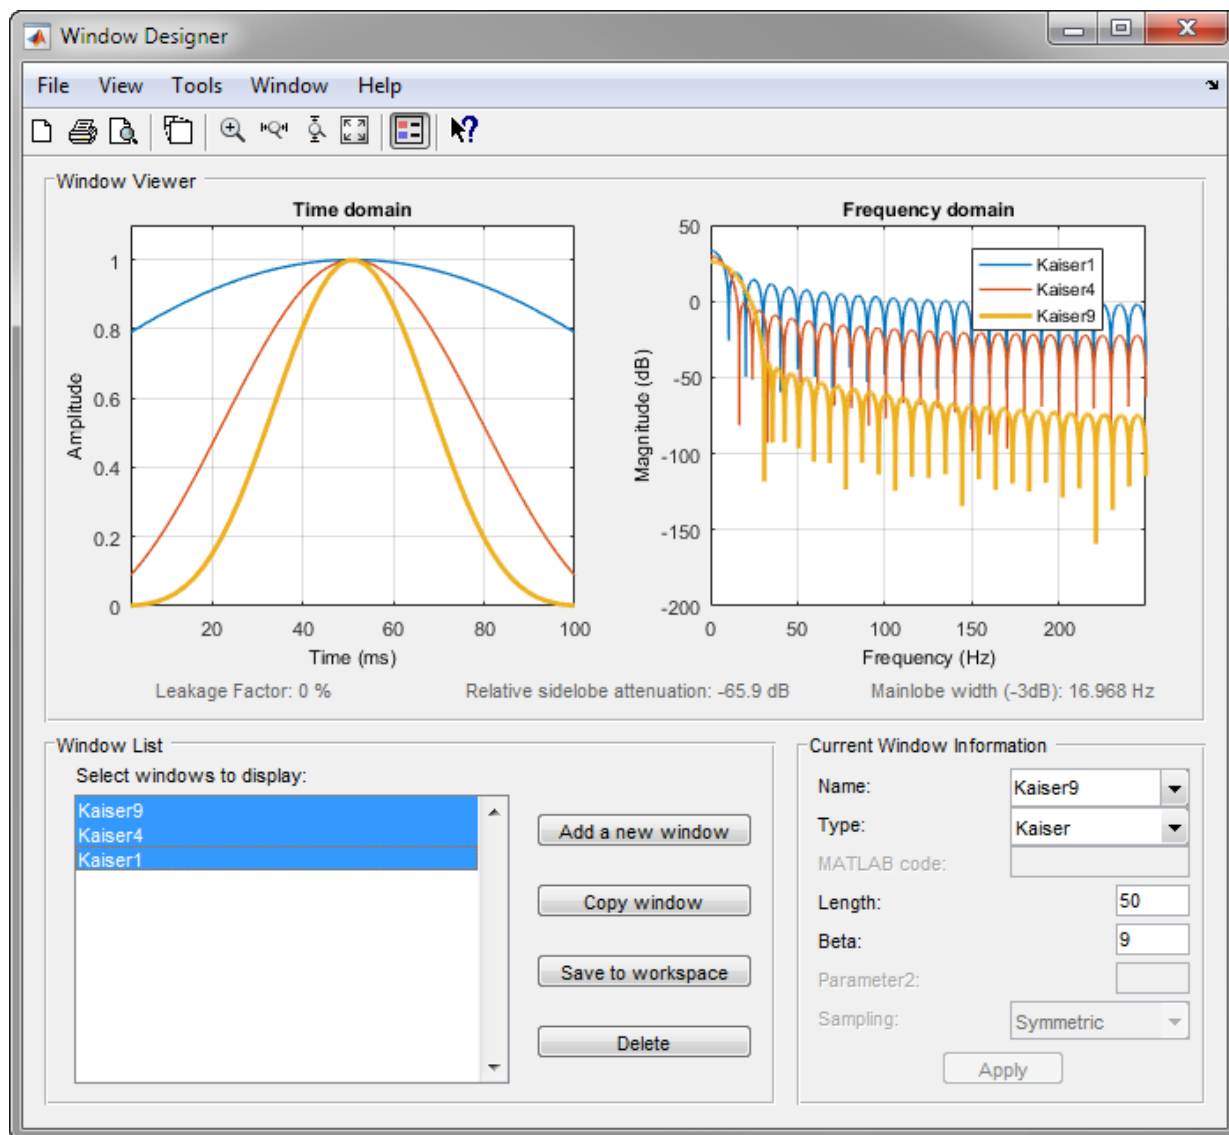 Window Designer
File View Tools Window Help
Window Viewer
Time domain
1
0.8
0.6
0.4
0.2
0
Amplitude
20 40 60 80 100
Time (ms)
Frequency domain
50
0
-50
-100
-150
-200
Magnitude (dB)
Kaiser1
Kaiser4
Kaiser9
0 50 100 150 200
Frequency (Hz)
Leakage Factor: 0 % Relative sidelobe attenuation: -65.9 dB Mainlobe width (-3dB): 16.968 Hz
Window List
Select windows to display:
Kaiser9
Kaiser4
Kaiser1
Add a new window
Copy window
Save to workspace
Delete
Current Window Information
Name: Kaiser9
Type: Kaiser
MATLAB code:
Length: 50
Beta: 9
Parameter2:
Sampling: Symmetric
Apply